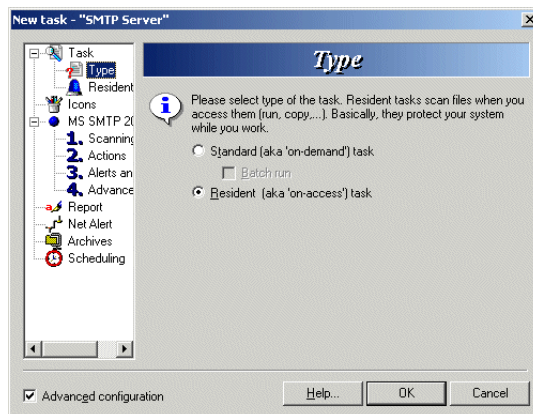 New task - "SMTP Server"
Task
Type
Resident
Icons
MS SMTP 20
1. Scanning
2. Actions
3. Alerts an
4. Advance
Report
Net Alert
Archives
Scheduling
Type
Please select type of the task. Resident tasks scan files when you
access them (run, copy,...). Basically, they protect your system
while you work.
Standard (aka 'on-demand') task
Batch run
Resident (aka 'on-access') task
Advanced configuration
Help...
OK
Cancel